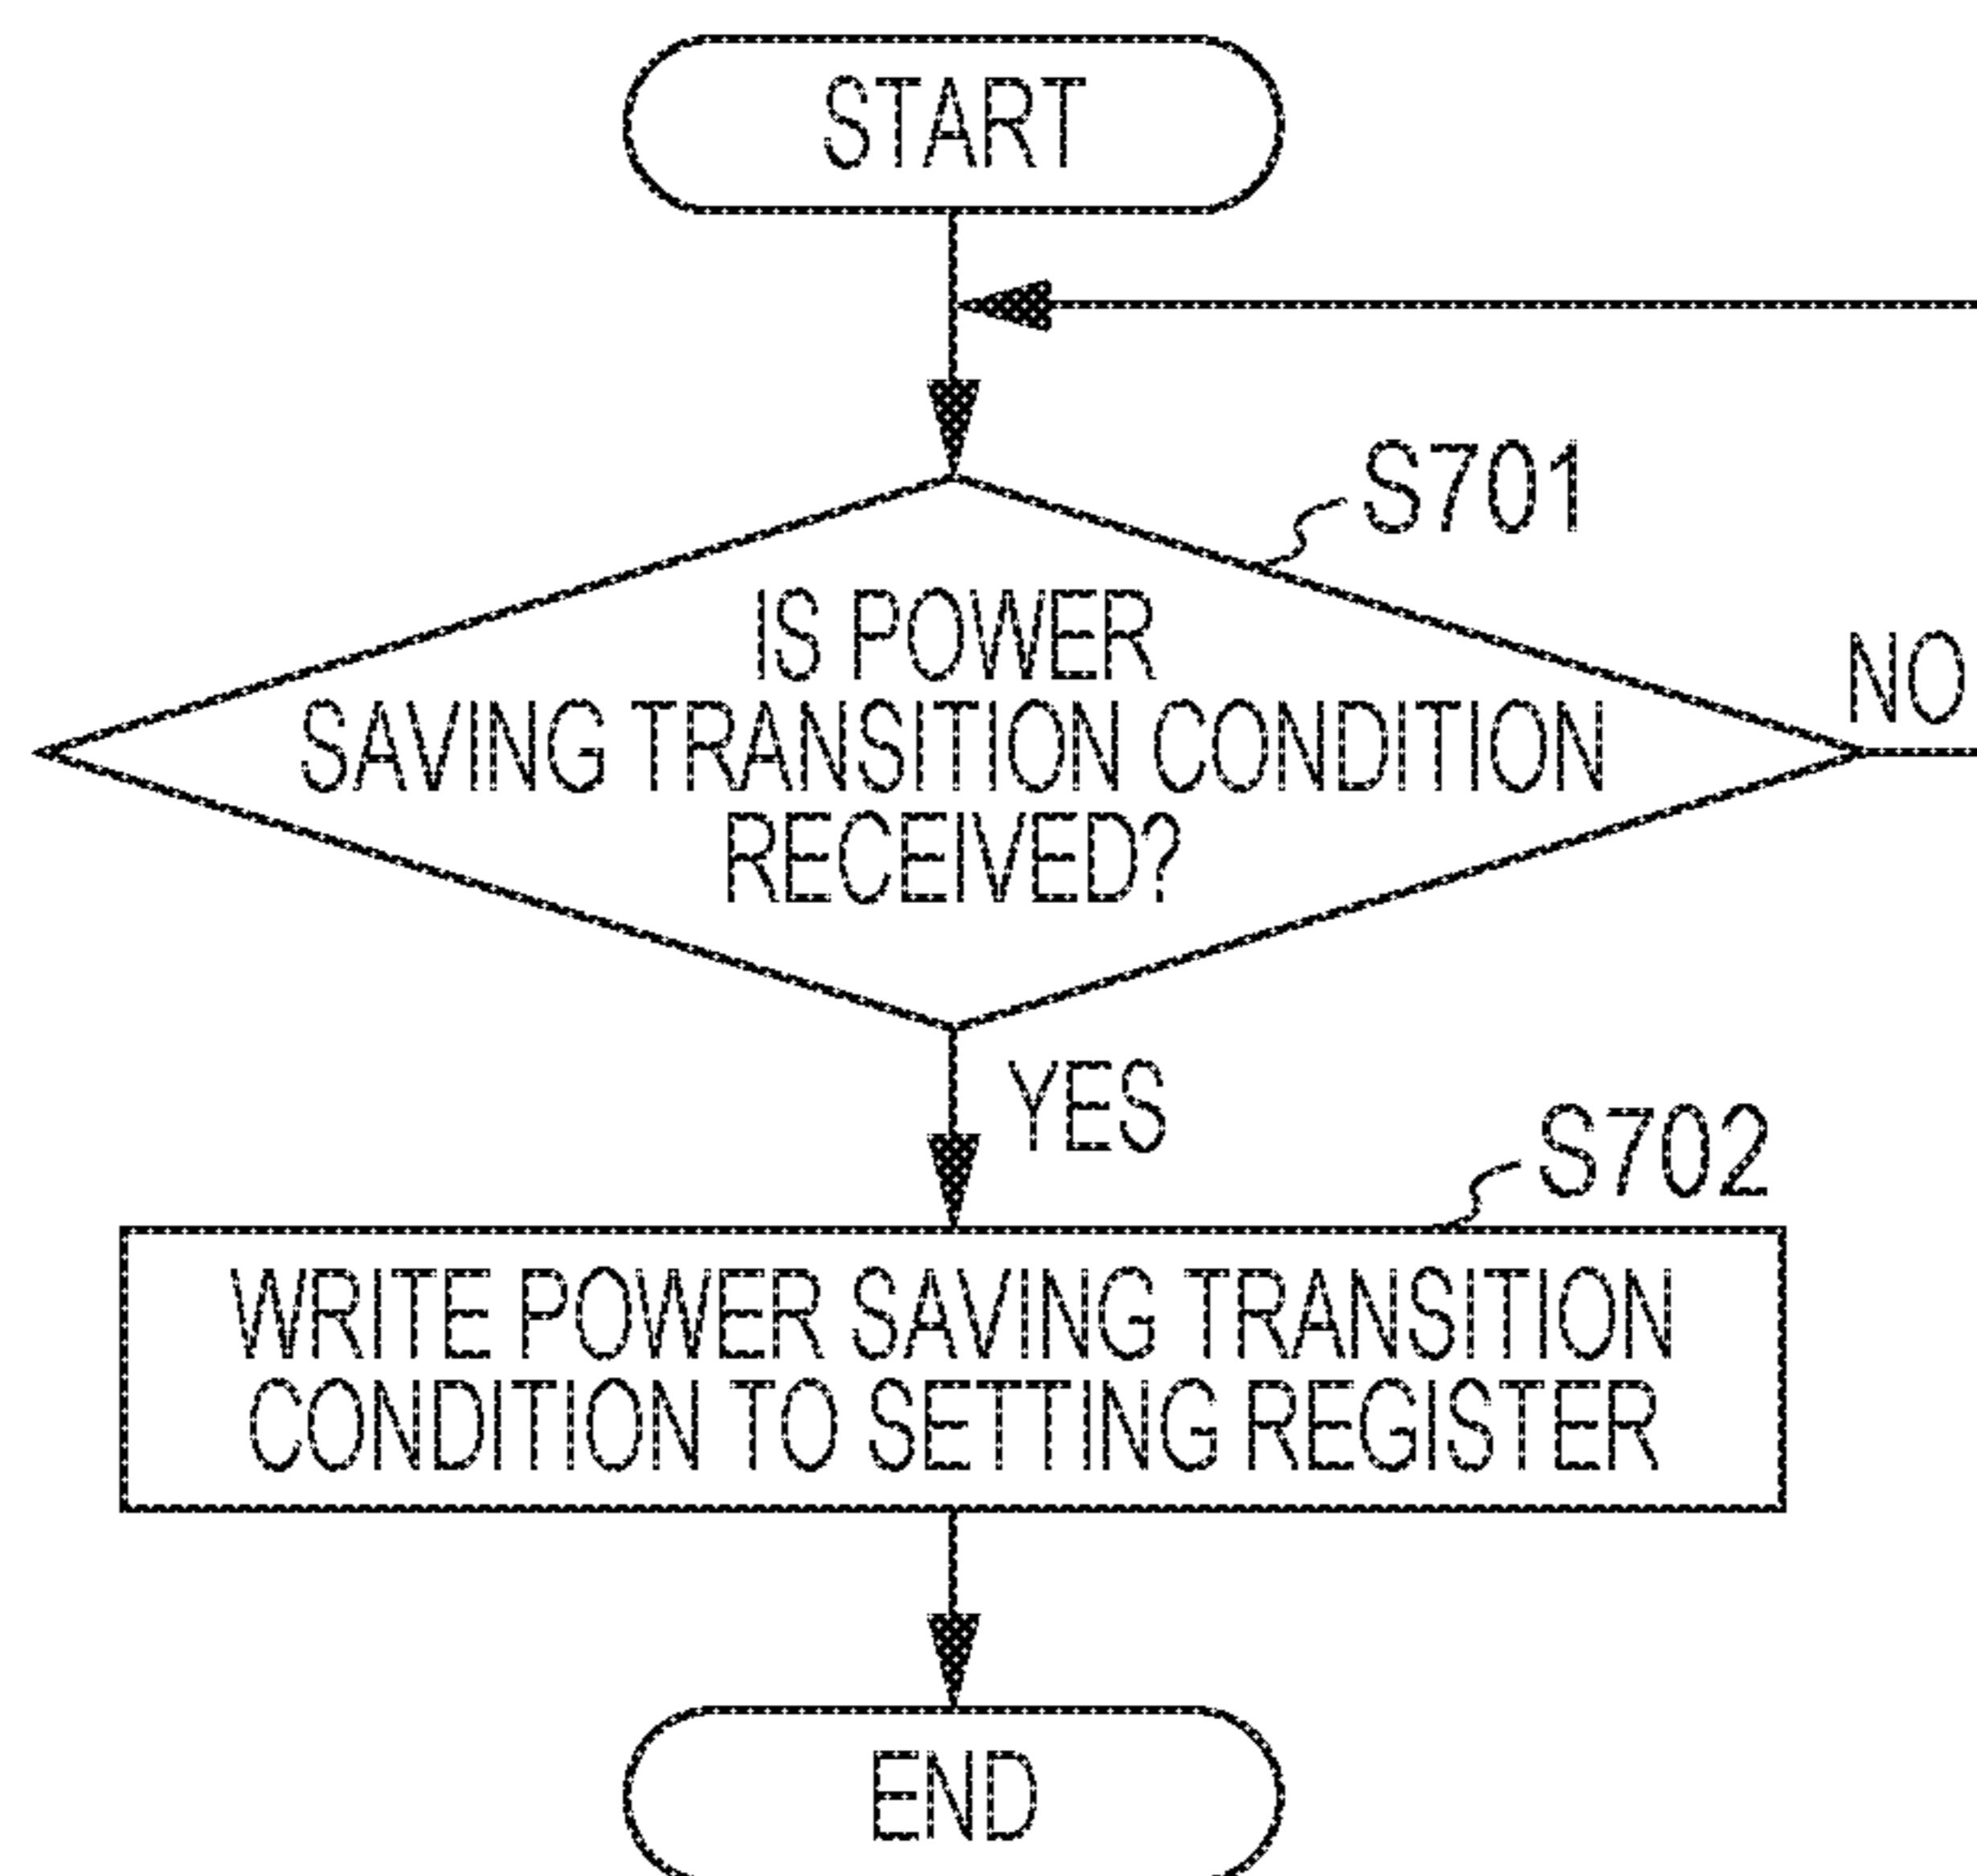 START
S701
IS POWER
SAVING TRANSITION CONDITION
RECEIVED?
NO
YES
S702
WRITE POWER SAVING TRANSITION
CONDITION TO SETTING REGISTER
END